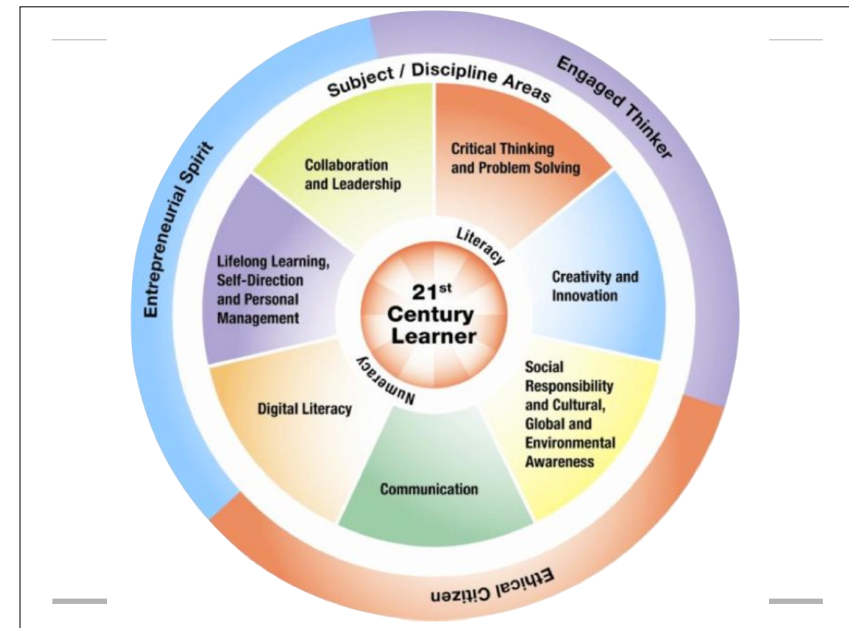 Engaged Thinker
Subject / Discipline Areas
Entrepreneurial Spirit
Collaboration
and Leadership
Critical Thinking
and Problem Solving
Literacy
Lifelong Learning,
Self-Direction
and Personal
Management
21st
Century
Learner
Creativity and
Innovation
Social
Responsibility
and Cultural,
Global and
Environmental
Awareness
Numeracy
Digital Literacy
Communication
Ethical Citizen